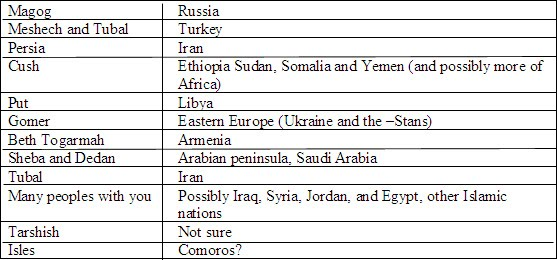 Magog Russia
Meshech and Tubal Turkey
Persia Iran
Cush Ethiopia Sudan, Somalia and Yemen (and possibly more of
Africa)
Put Libya
Gomer Eastern Europe (Ukraine and the –Stans)
Beth Togarmah Armenia
Sheba and Dedan Arabian peninsula, Saudi Arabia
Tubal Iran
Many peoples with you Possibly Iraq, Syria, Jordan, and Egypt, other Islamic
nations
Tarshish Not sure
Isles Comoros?